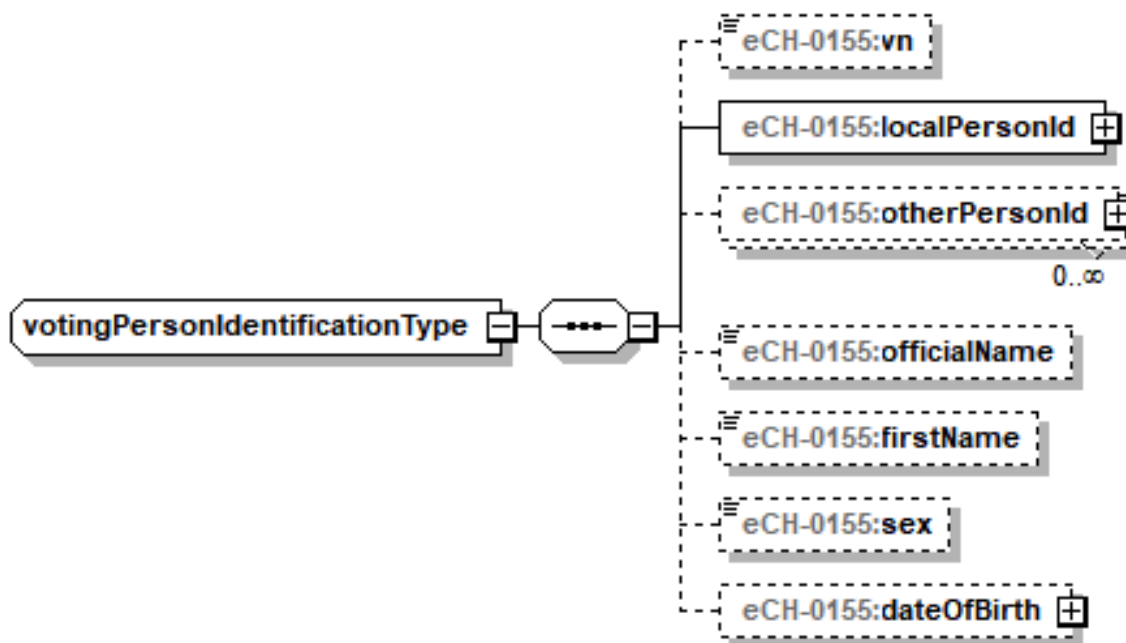 eCH-0155:vn
eCH-0155:localPersonId
eCH-0155:otherPersonId
0..∞
votingPersonIdentificationType
eCH-0155:officialName
eCH-0155:firstName
eCH-0155:sex
eCH-0155:dateOfBirth